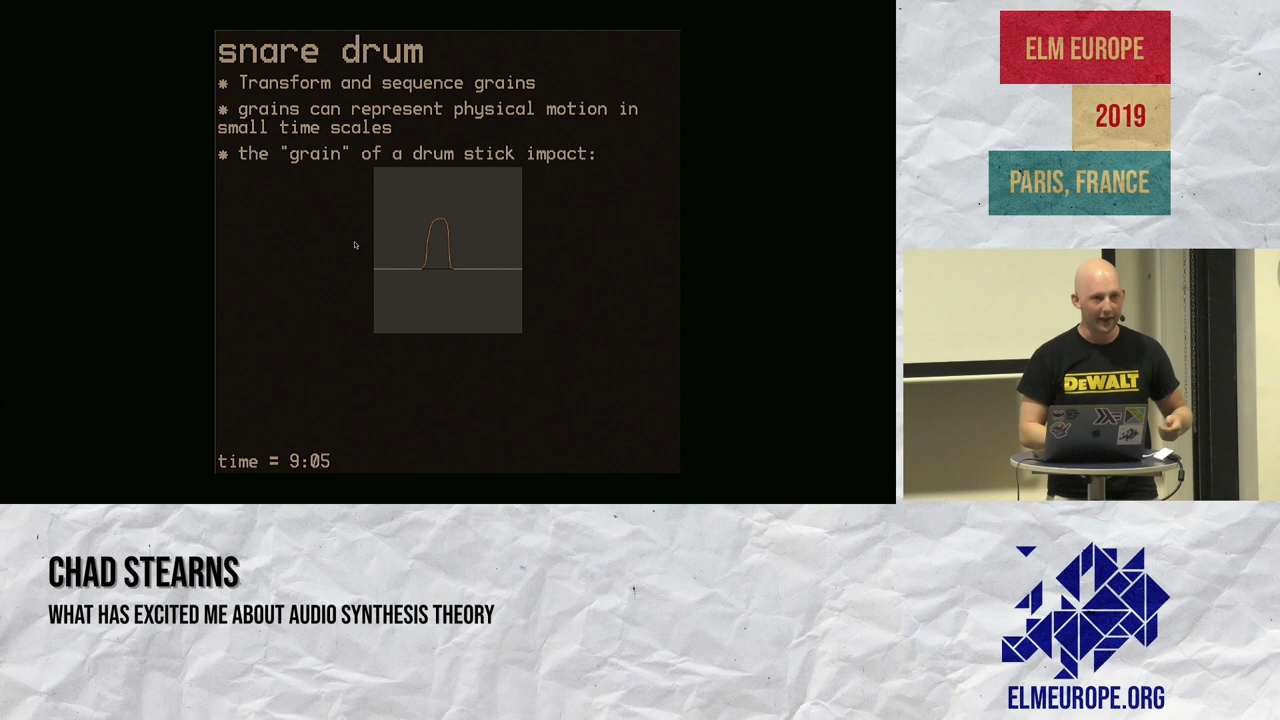 snare drum
* Transform and sequence grains
* grains can represent physical motion in
small time scales
* the "grain" of a drum stick impact:
time = 9:05
ELM EUROPE
2019
PARIS, FRANCE
DeWALT
CHAD STEARNS
WHAT HAS EXCITED ME ABOUT AUDIO SYNTHESIS THEORY
ELMEUROPE.ORG